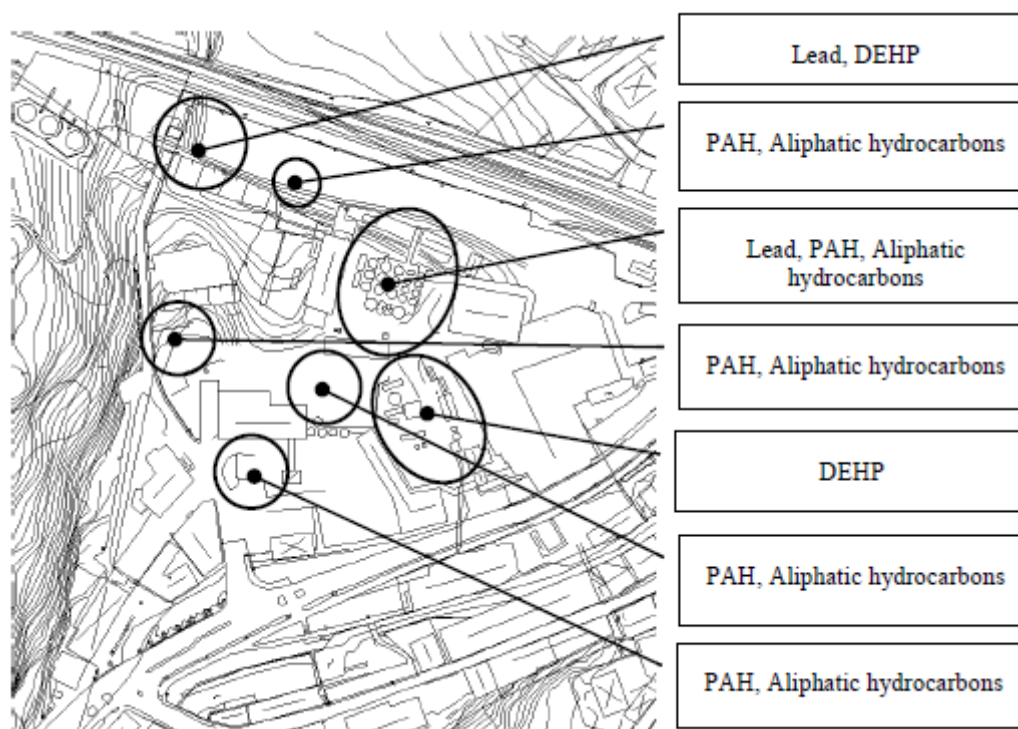 Lead, DEHP
PAH, Aliphatic hydrocarbons
Lead, PAH, Aliphatic
hydrocarbons
PAH, Aliphatic hydrocarbons
DEHP
PAH, Aliphatic hydrocarbons
PAH, Aliphatic hydrocarbons